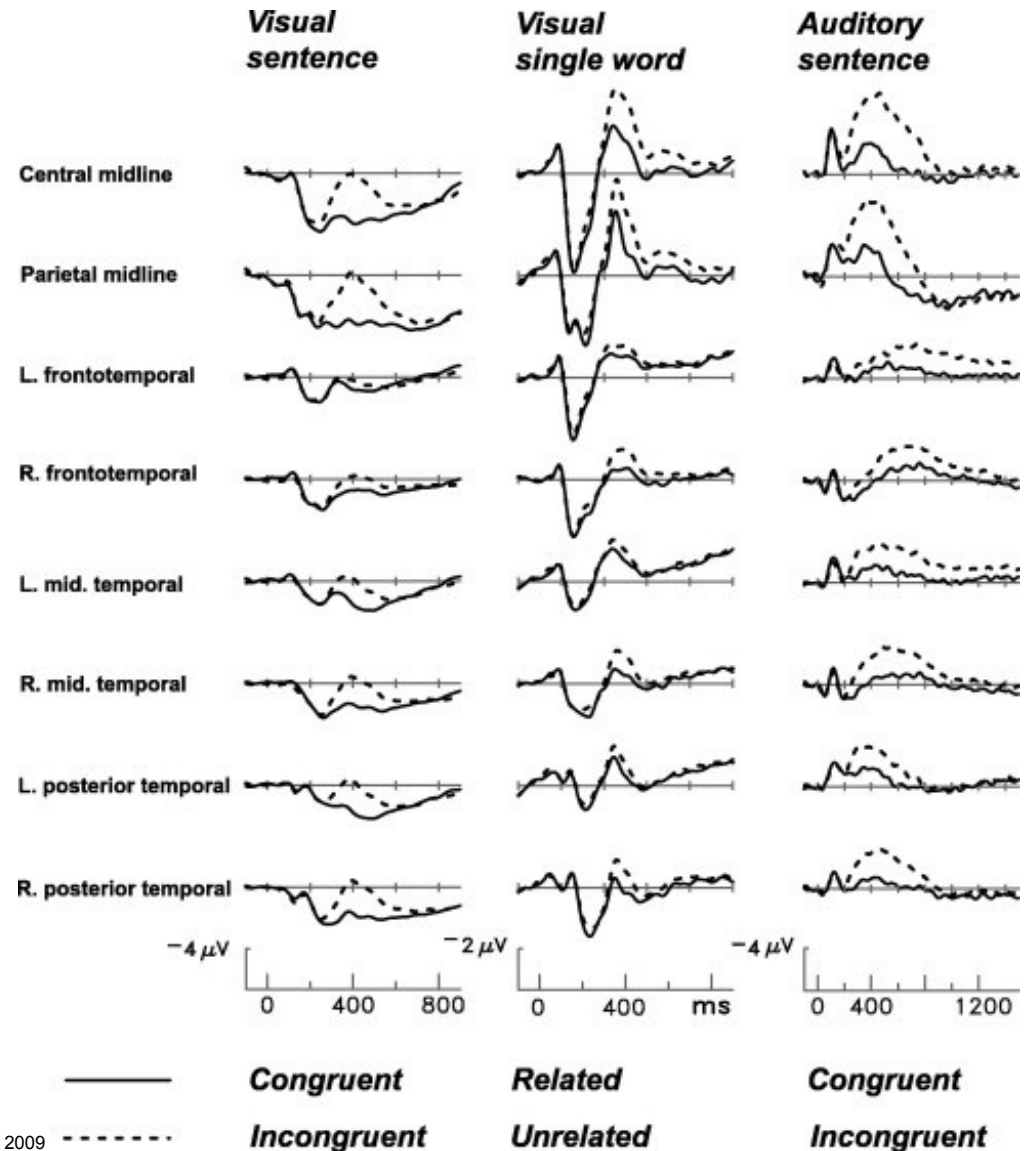 Visual Visual Auditory
sentence single word sentence
Central midline
Parietal midline
L. frontotemporal
R. frontotemporal
L. mid. temporal
R. mid. temporal
L. posterior temporal
R. posterior temporal
−4 μV −2 μV −4 μV
0 400 800 0 400 ms 0 400 1200
Congruent Related Congruent
2009 Incongruent Unrelated Incongruent